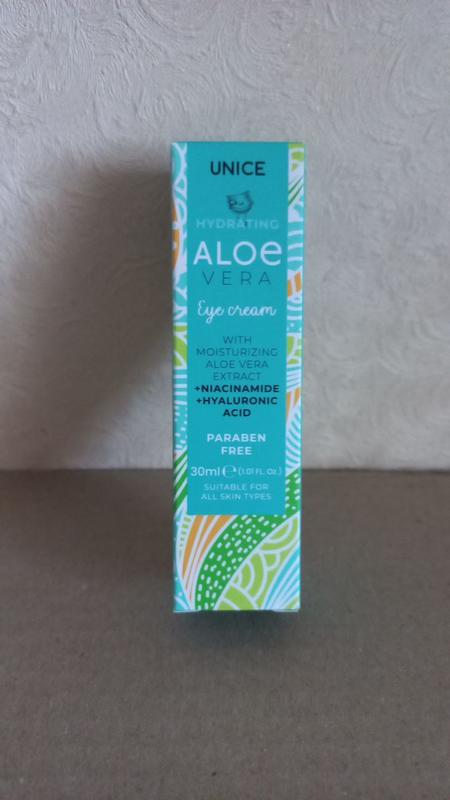 UNICE
HYDRATING
ALOe
VERA
Eye cream
WITH
MOISTURIZING
ALOE VERA
EXTRACT
+NIACINAMIDE
+HYALURONIC
ACID
PARABEN
FREE
30ml ℮ (1.01 FL. Oz.)
SUITABLE FOR
ALL SKIN TYPES